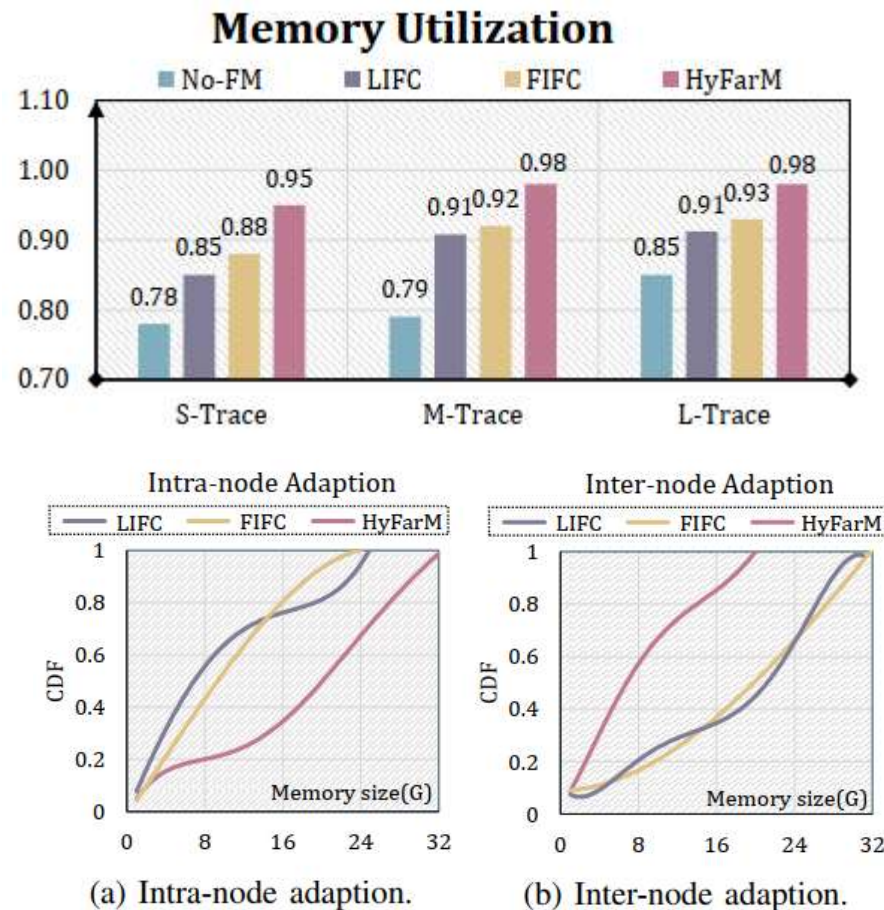 Memory Utilization
No-FM LIFC FIFC HyFarM
1.10
1.00
0.90
0.80
0.70
0.78 0.85 0.88 0.95
0.79 0.91 0.92 0.98
0.85 0.91 0.93 0.98
S-Trace M-Trace L-Trace
Intra-node Adaption
LIFC FIFC HyFarM
1
0.8
0.6
0.4
0.2
0
CDF
Memory size(G)
0 8 16 24 32
(a) Intra-node adaption.
Inter-node Adaption
LIFC FIFC HyFarM
1
0.8
0.6
0.4
0.2
0
CDF
Memory size(G)
0 8 16 24 32
(b) Inter-node adaption.